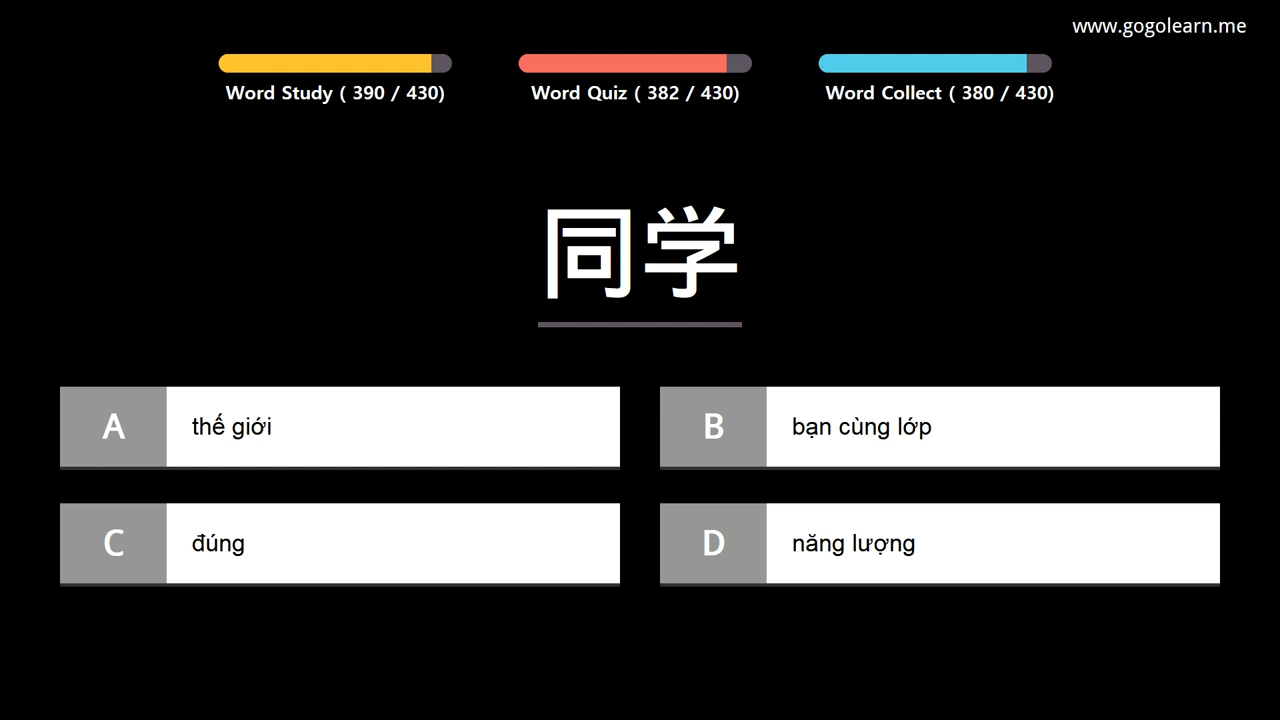 www.gogolearn.me
Word Study ( 390 / 430)
Word Quiz ( 382 / 430)
Word Collect ( 380 / 430)
同学
A thế giới
B bạn cùng lớp
C đúng
D năng lượng